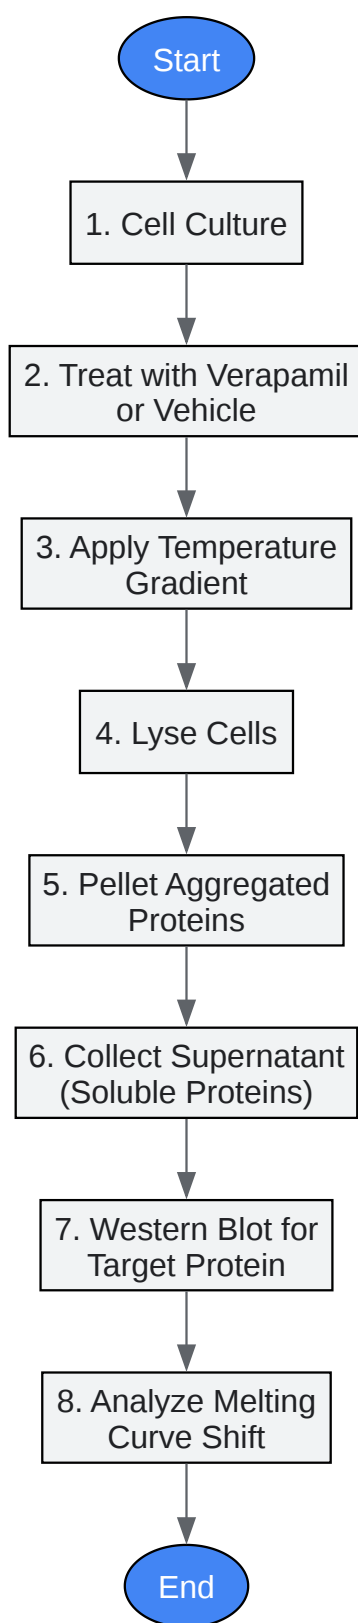 Start
1. Cell Culture
2. Treat with Verapamil
or Vehicle
3. Apply Temperature
Gradient
4. Lyse Cells
5. Pellet Aggregated
Proteins
6. Collect Supernatant
(Soluble Proteins)
7. Western Blot for
Target Protein
8. Analyze Melting
Curve Shift
End